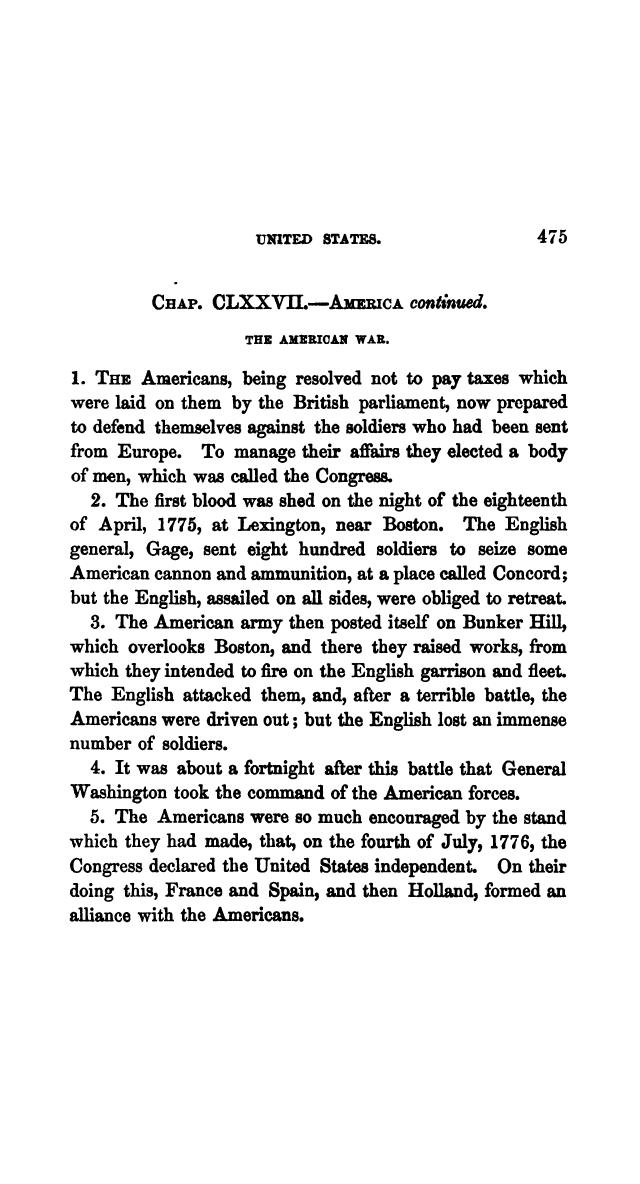 UNITED STATES. 475
CHAP. CLXXVII.—AMERICA continued.
THE AMERICAN WAR.
1. THE Americans, being resolved not to pay taxes which
were laid on them by the British parliament, now prepared
to defend themselves against the soldiers who had been sent
from Europe. To manage their affairs they elected a body
of men, which was called the Congress.
2. The first blood was shed on the night of the eighteenth
of April, 1775, at Lexington, near Boston. The English
general, Gage, sent eight hundred soldiers to seize some
American cannon and ammunition, at a place called Concord;
but the English, assailed on all sides, were obliged to retreat.
3. The American army then posted itself on Bunker Hill,
which overlooks Boston, and there they raised works, from
which they intended to fire on the English garrison and fleet.
The English attacked them, and, after a terrible battle, the
Americans were driven out; but the English lost an immense
number of soldiers.
4. It was about a fortnight after this battle that General
Washington took the command of the American forces.
5. The Americans were so much encouraged by the stand
which they had made, that, on the fourth of July, 1776, the
Congress declared the United States independent. On their
doing this, France and Spain, and then Holland, formed an
alliance with the Americans.